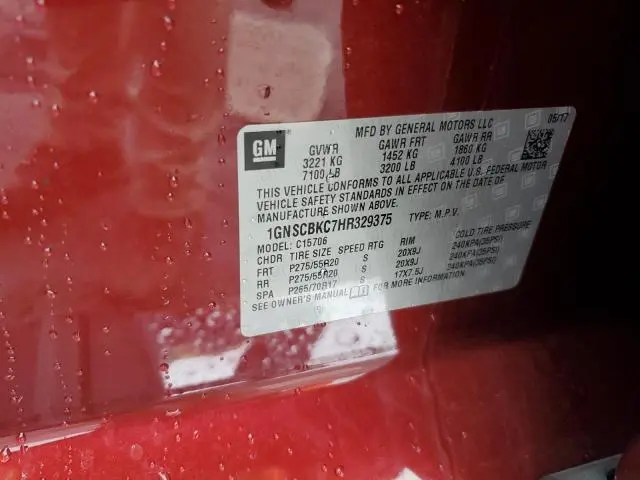 MFD BY GENERAL MOTORS LLC 05/17
GM GVWR GAWR FRT GAWR RR
3221 KG 1452 KG 1860 KG
7100 LB 3200 LB 4100 LB
THIS VEHICLE CONFORMS TO ALL APPLICABLE U.S. FEDERAL MOTOR
VEHICLE SAFETY STANDARDS IN EFFECT ON THE DATE OF
MANUFACTURE SHOWN ABOVE.
1GNSCBKC7HR329375 TYPE: M.P.V.
MODEL: C15706
CHDR TIRE SIZE SPEED RTG RIM COLD TIRE PRESSURE
FRT P275/55R20 S 20X9J 240KPA(35PSI)
RR P275/55R20 S 20X9J 240KPA(35PSI)
SPA P265/70R17 S 17X7.5J 240KPA(35PSI)
SEE OWNER'S MANUAL FOR MORE INFORMATION